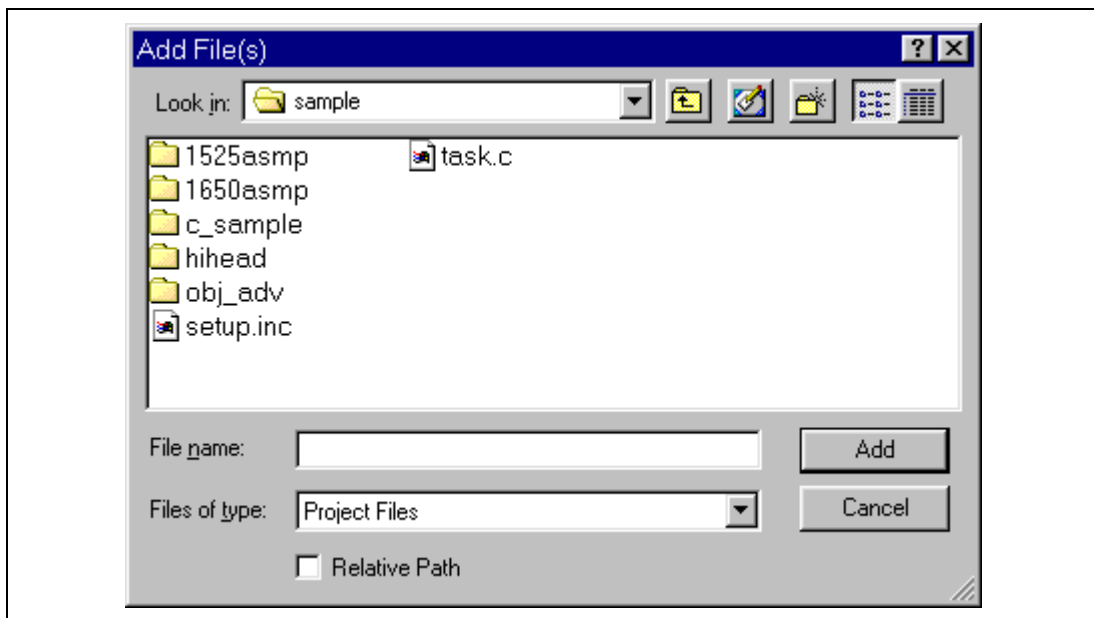 Add File(s)
Look in: sample
1525asmp
1650asmp
c_sample
hihead
obj_adv
setup.inc
task.c
File name:
Add
Files of type: Project Files
Cancel
Relative Path